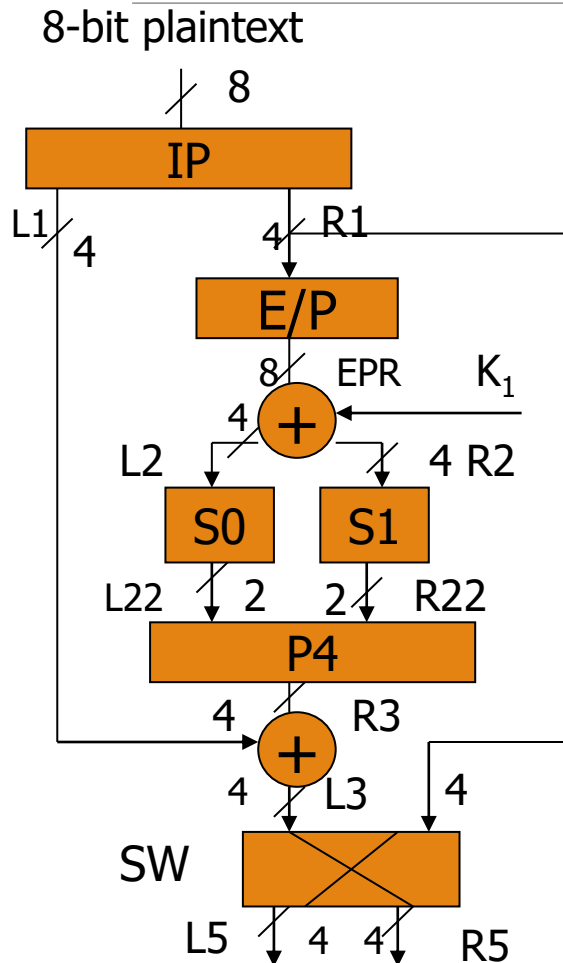 8-bit plaintext
8
IP
L1 4 4 R1
E/P
8 EPR K₁
4 +
L2 4 R2
S0 S1
L22 2 2 R22
P4
4 R3
+
4 L3 4
SW
L5 4 4 R5